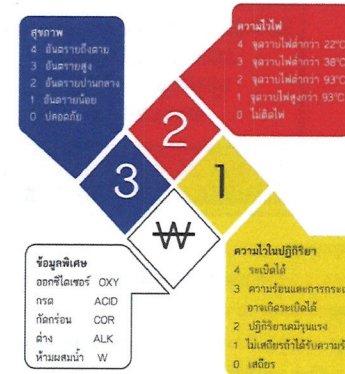 สุขภาพ
4 อันตรายถึงตาย
3 อันตรายสูง
2 อันตรายปานกลาง
1 อันตรายน้อย
0 ปลอดภัย
ความไวไฟ
4 จุดวาบไฟต่ำกว่า 22°C
3 จุดวาบไฟต่ำกว่า 38°C
2 จุดวาบไฟต่ำกว่า 93°C
1 จุดวาบไฟสูงกว่า 93°C
0 ไม่ติดไฟ
2
3
1
W
ข้อมูลพิเศษ
ออกซิไดเซอร์ OXY
กรด ACID
กัดกร่อน COR
ด่าง ALK
ห้ามผสมน้ำ W
ความไวในปฏิกิริยา
4 ระเบิดได้
3 ความร้อนและการกระแ
อาจเกิดระเบิดได้
2 ปฏิกิริยาเคมีรุนแรง
1 ไม่เสถียรถ้าได้รับความร้
0 เสถียร